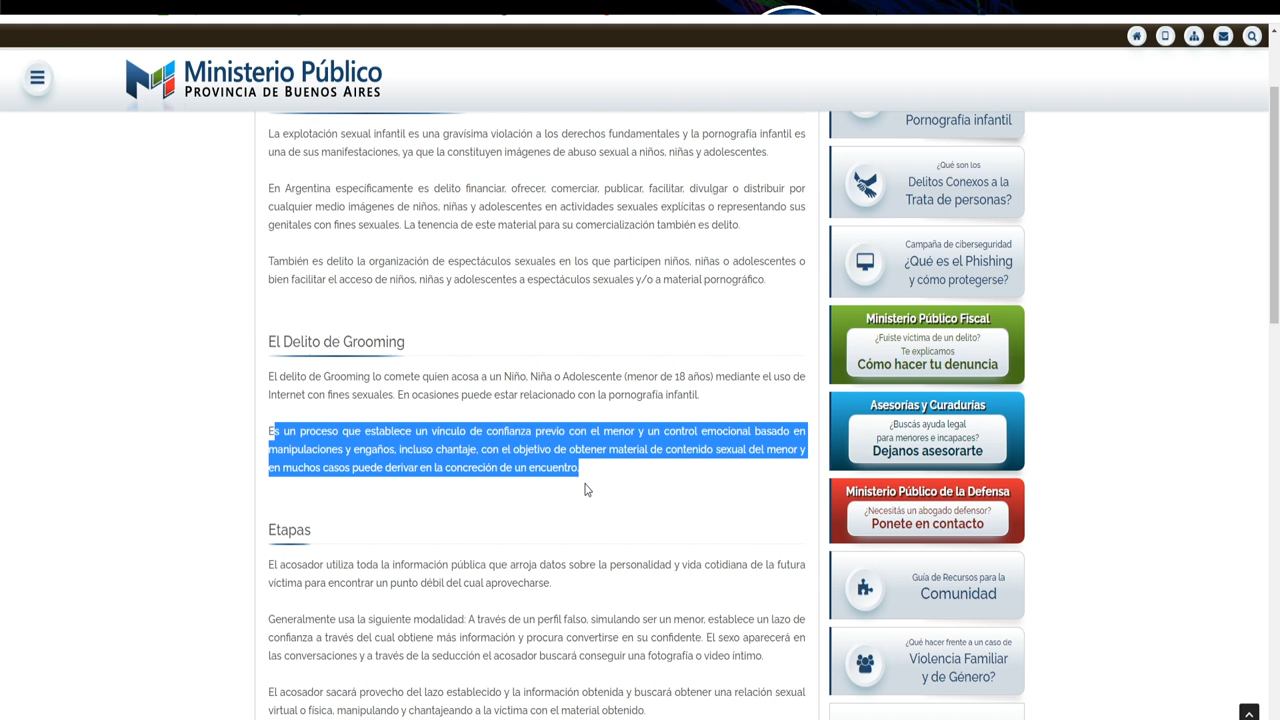 Ministerio Público
PROVINCIA DE BUENOS AIRES
La explotación sexual infantil es una gravísima violación a los derechos fundamentales y la pornografía infantil es
una de sus manifestaciones, ya que la constituyen imágenes de abuso sexual a niños, niñas y adolescentes.
En Argentina específicamente es delito financiar, ofrecer, comerciar, publicar, facilitar, divulgar o distribuir por
cualquier medio imágenes de niños, niñas y adolescentes en actividades sexuales explícitas o representando sus
genitales con fines sexuales. La tenencia de este material para su comercialización también es delito.
También es delito la organización de espectáculos sexuales en los que participen niños, niñas o adolescentes o
bien facilitar el acceso de niños, niñas y adolescentes a espectáculos sexuales y/o a material pornográfico.
El Delito de Grooming
El delito de Grooming lo comete quien acosa a un Niño, Niña o Adolescente (menor de 18 años) mediante el uso de
Internet con fines sexuales. En ocasiones puede estar relacionado con la pornografía infantil.
Es un proceso que establece un vínculo de confianza previo con el menor y un control emocional basado en
manipulaciones y engaños, incluso chantaje, con el objetivo de obtener material de contenido sexual del menor y
en muchos casos puede derivar en la concreción de un encuentro.
Etapas
El acosador utiliza toda la información pública que arroja datos sobre la personalidad y vida cotidiana de la futura
víctima para encontrar un punto débil del cual aprovecharse.
Generalmente usa la siguiente modalidad: A través de un perfil falso, simulando ser un menor, establece un lazo de
confianza a través del cual obtiene más información y procura convertirse en su confidente. El sexo aparecerá en
las conversaciones y a través de la seducción el acosador buscará conseguir una fotografía o video íntimo.
El acosador sacará provecho del lazo establecido y la información obtenida y buscará obtener una relación sexual
virtual o física, manipulando y chantajeando a la víctima con el material obtenido.
Pornografía infantil
¿Qué son los
Delitos Conexos a la
Trata de personas?
Campaña de ciberseguridad
¿Qué es el Phishing
y cómo protegerse?
Ministerio Público Fiscal
¿Fuiste víctima de un delito?
Te explicamos
Cómo hacer tu denuncia
Asesorías y Curadurías
¿Buscás ayuda legal
para menores e incapaces?
Dejanos asesorarte
Ministerio Público de la Defensa
¿Necesitás un abogado defensor?
Ponete en contacto
Guía de Recursos para la
Comunidad
¿Qué hacer frente a un caso de
Violencia Familiar
y de Género?